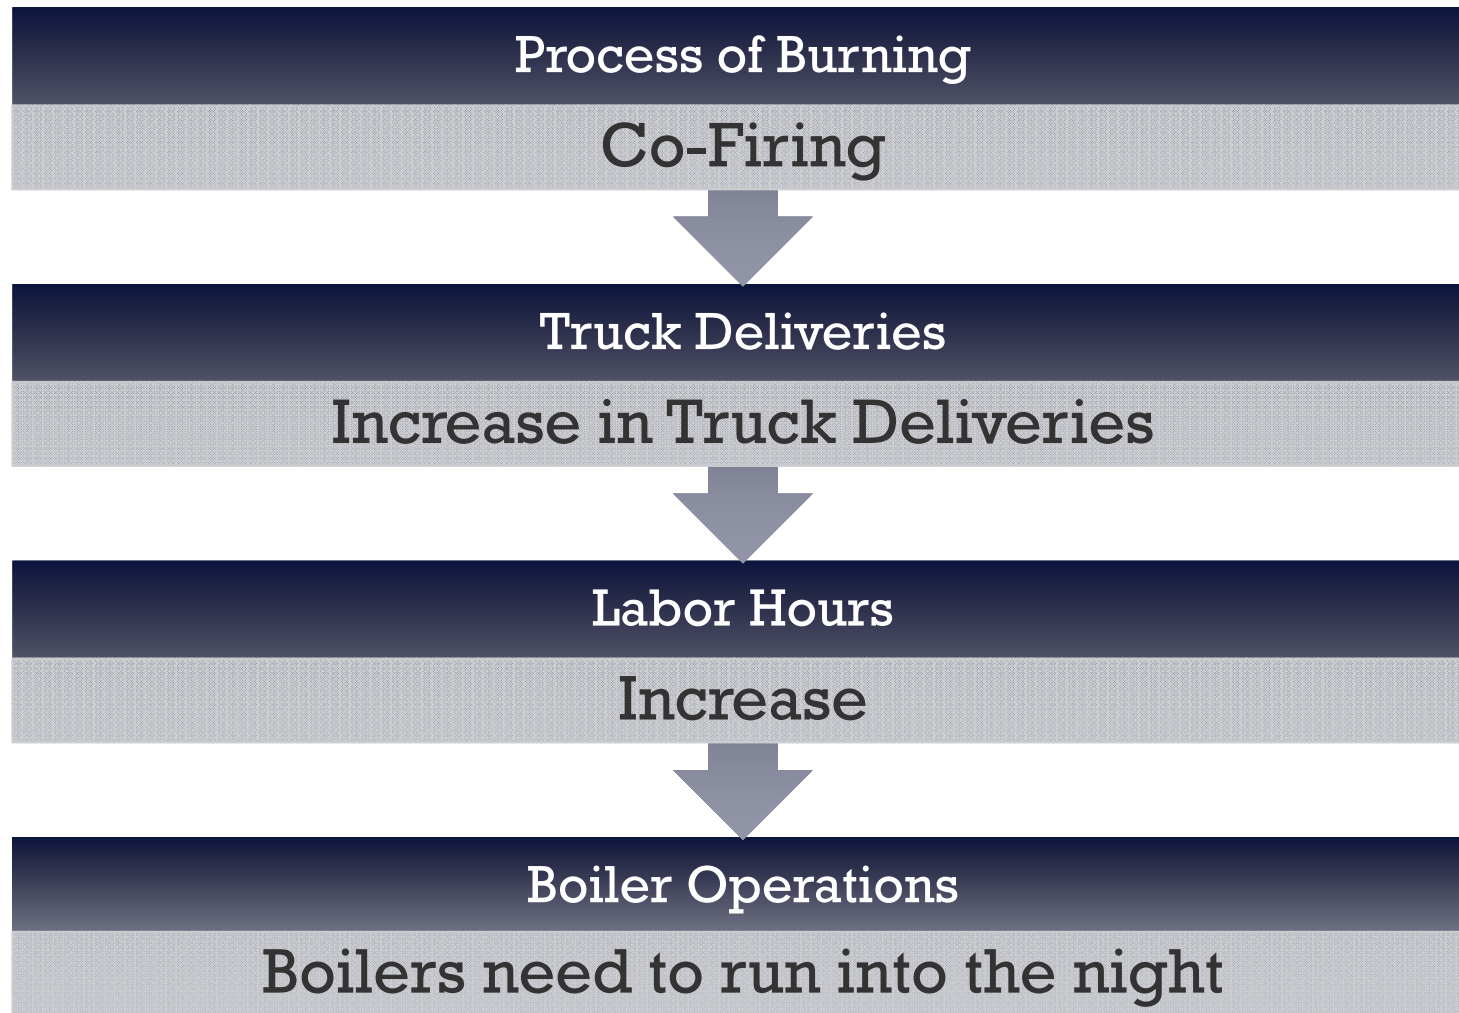 Process of Burning
Co-Firing
Truck Deliveries
Increase in Truck Deliveries
Labor Hours
Increase
Boiler Operations
Boilers need to run into the night